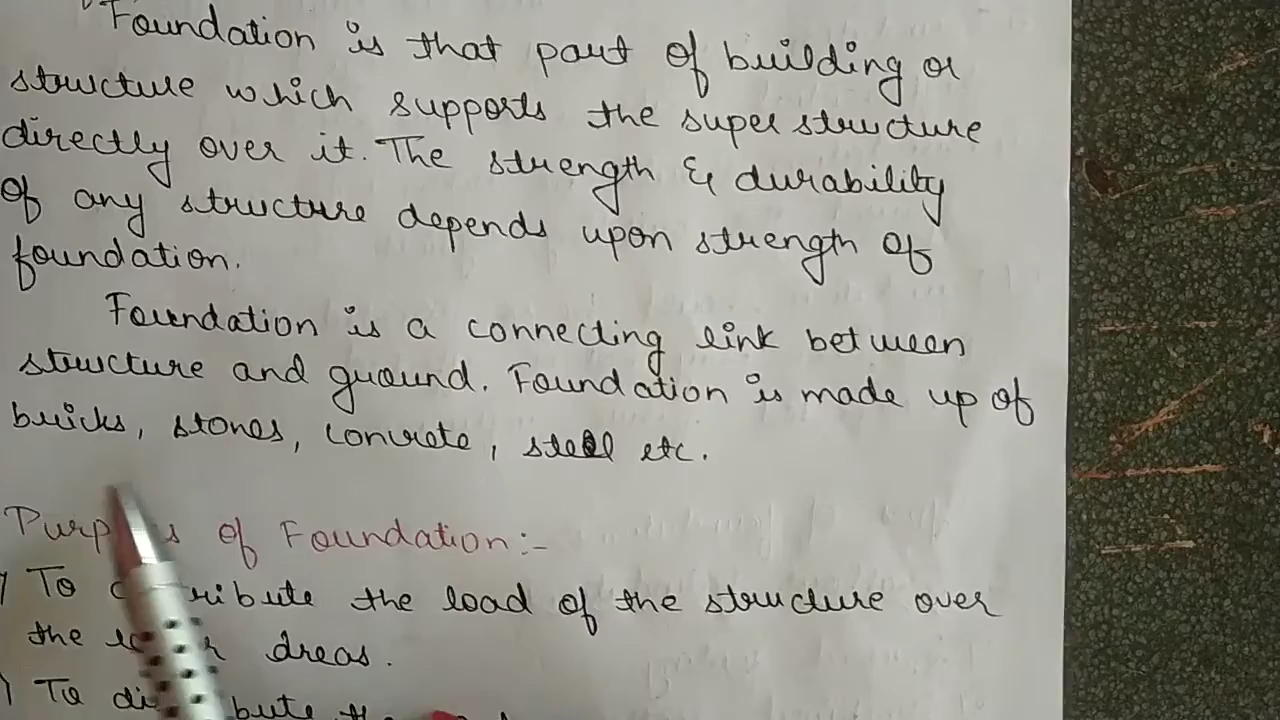 Foundation is that part of building or
structure which supports the super structure
directly over it. The strength & durability
of any structure depends upon strength of
foundation.
Foundation is a connecting link between
structure and ground. Foundation is made up of
bricks, stones, concrete, steel etc.
of Foundation:-
To the load of the structure over
the areas.
To